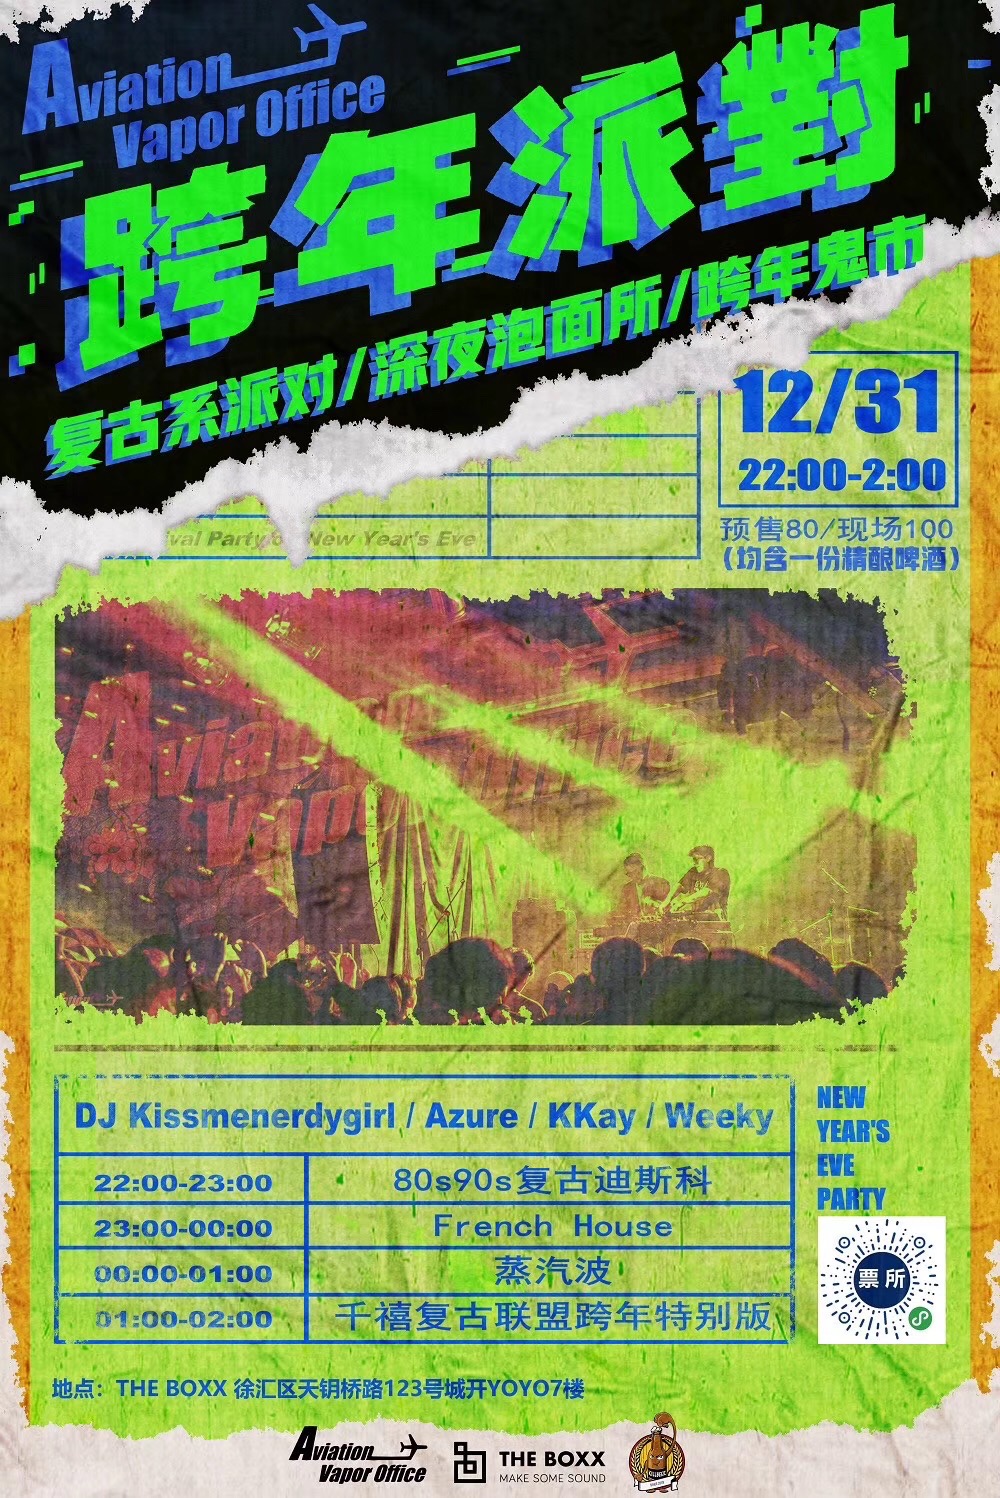 Aviation
Vapor Office
跨年派對
复古系派对/深夜泡面所/跨年鬼市
12/31
22:00-2:00
预售80/现场100
(均含一份精酿啤酒)
ival Party of New Year's Eve
Aviation
Vapor
DJ Kissmenerdygirl / Azure / KKay / Weeky
22:00-23:00 80s90s复古迪斯科
23:00-00:00 French House
00:00-01:00 蒸汽波
01:00-02:00 千禧复古联盟跨年特别版
NEW
YEAR'S
EVE
PARTY
票所
地点：THE BOXX 徐汇区天钥桥路123号城开YOYO7楼
Aviation
Vapor Office
THE BOXX
MAKE SOME SOUND